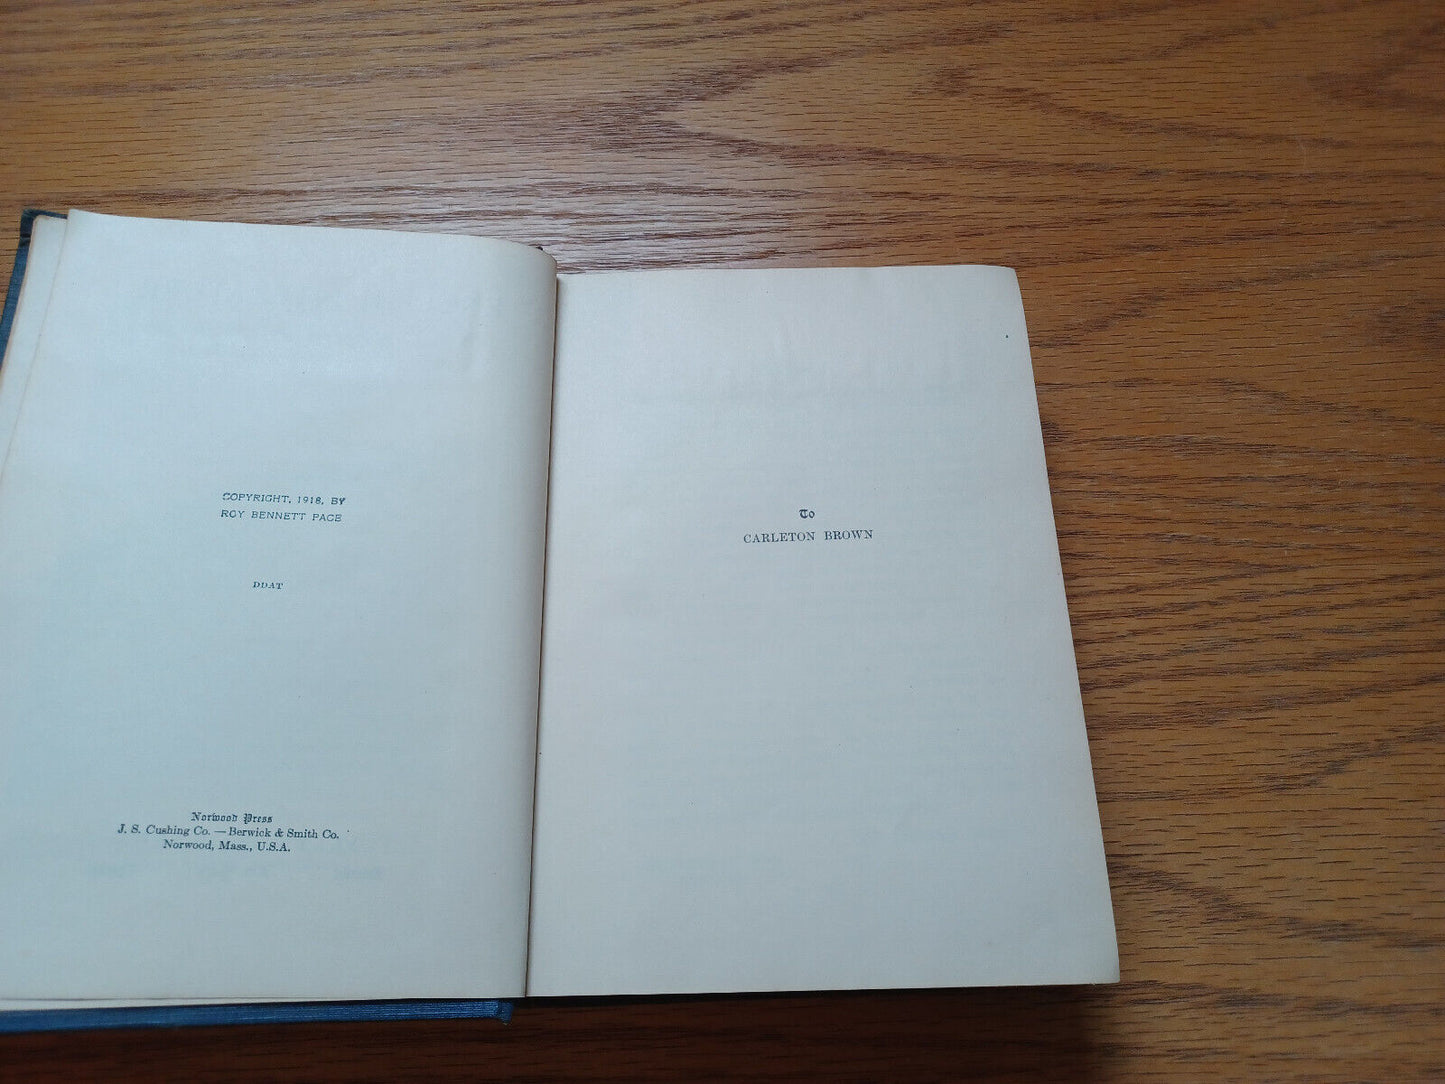 COPYRIGHT, 1918, BY
ROY BENNETT PACE
DDAT
Norwood Press
J. S. Cushing Co. — Berwick & Smith Co.
Norwood, Mass., U.S.A.
To
CARLETON BROWN